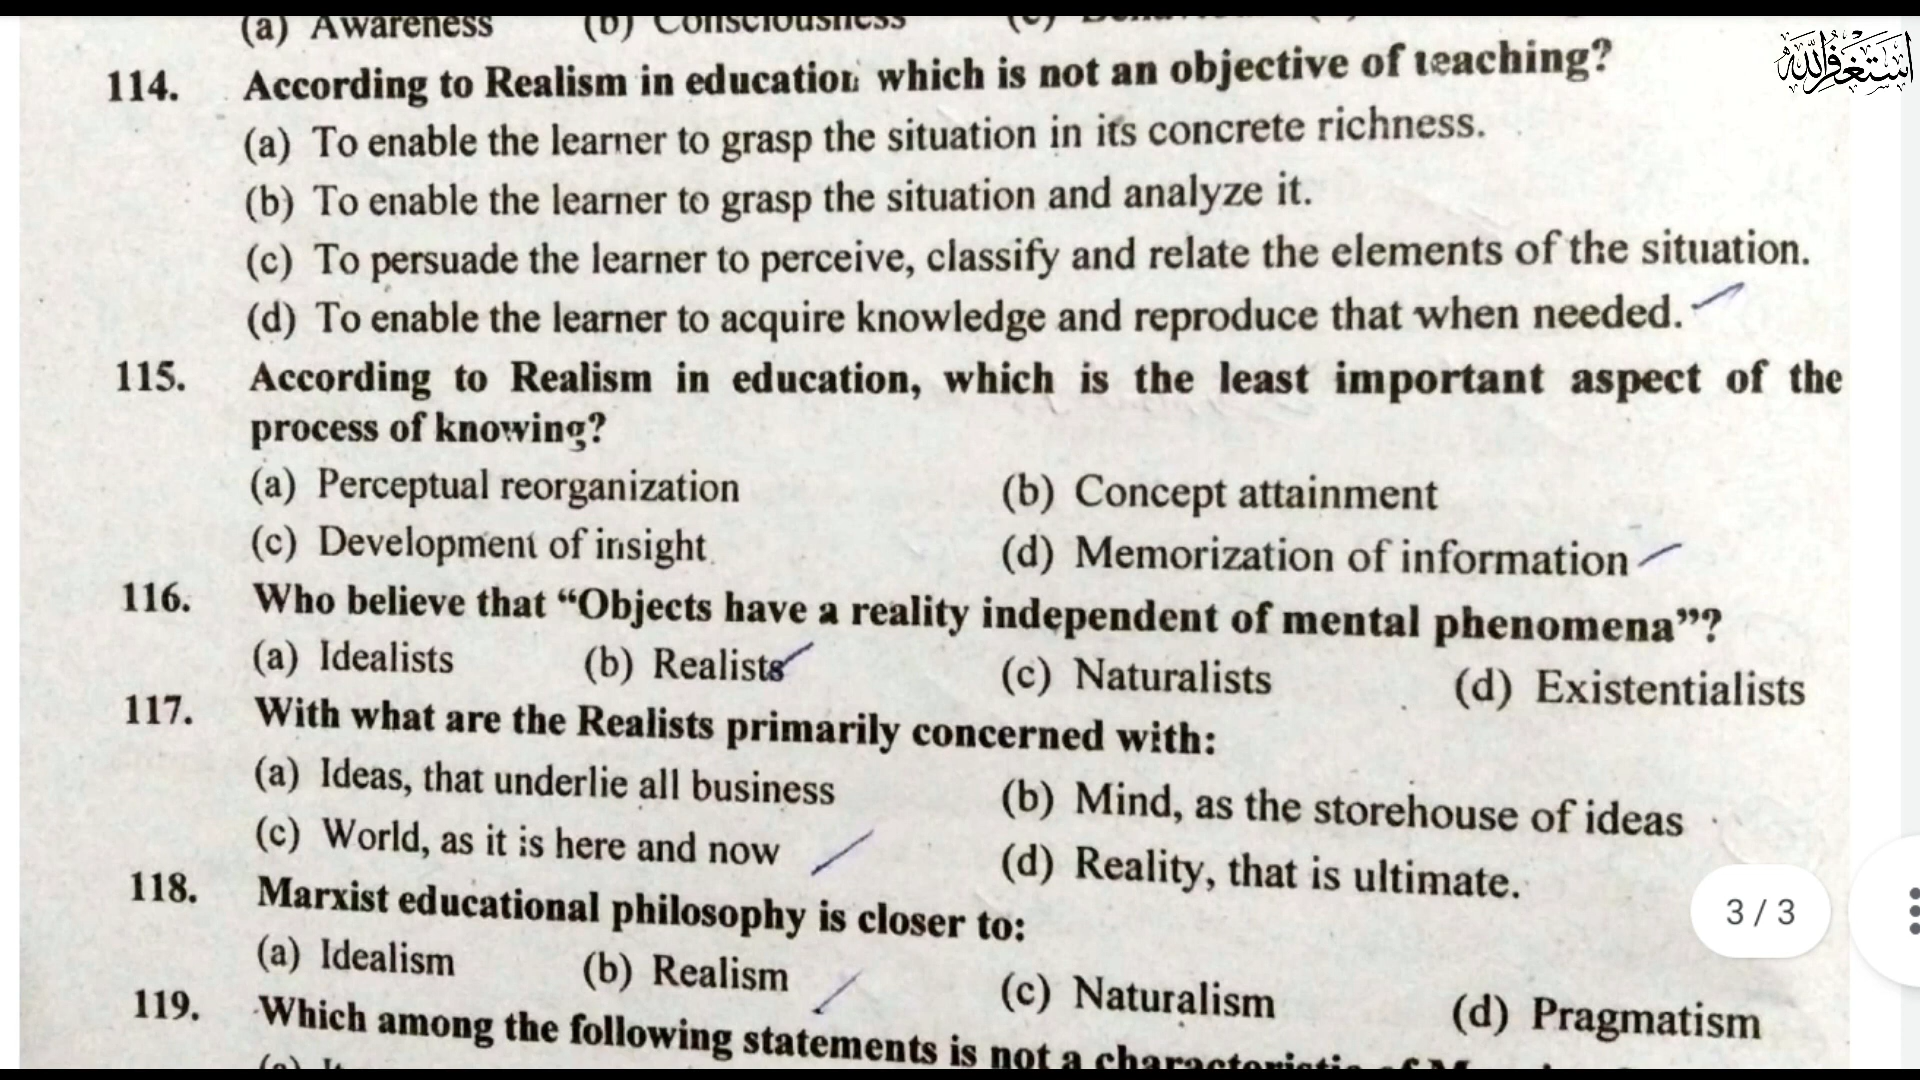 (a) Awareness (b) Consciousness (c)
استغفر الله
114. According to Realism in education which is not an objective of teaching?
(a) To enable the learner to grasp the situation in its concrete richness.
(b) To enable the learner to grasp the situation and analyze it.
(c) To persuade the learner to perceive, classify and relate the elements of the situation.
(d) To enable the learner to acquire knowledge and reproduce that when needed.
115. According to Realism in education, which is the least important aspect of the
process of knowing?
(a) Perceptual reorganization (b) Concept attainment
(c) Development of insight (d) Memorization of information
116. Who believe that “Objects have a reality independent of mental phenomena”?
(a) Idealists (b) Realists (c) Naturalists (d) Existentialists
117. With what are the Realists primarily concerned with:
(a) Ideas, that underlie all business (b) Mind, as the storehouse of ideas
(c) World, as it is here and now (d) Reality, that is ultimate.
118. Marxist educational philosophy is closer to:
3 / 3
(a) Idealism (b) Realism (c) Naturalism (d) Pragmatism
119. Which among the following statements is not a characteristic of